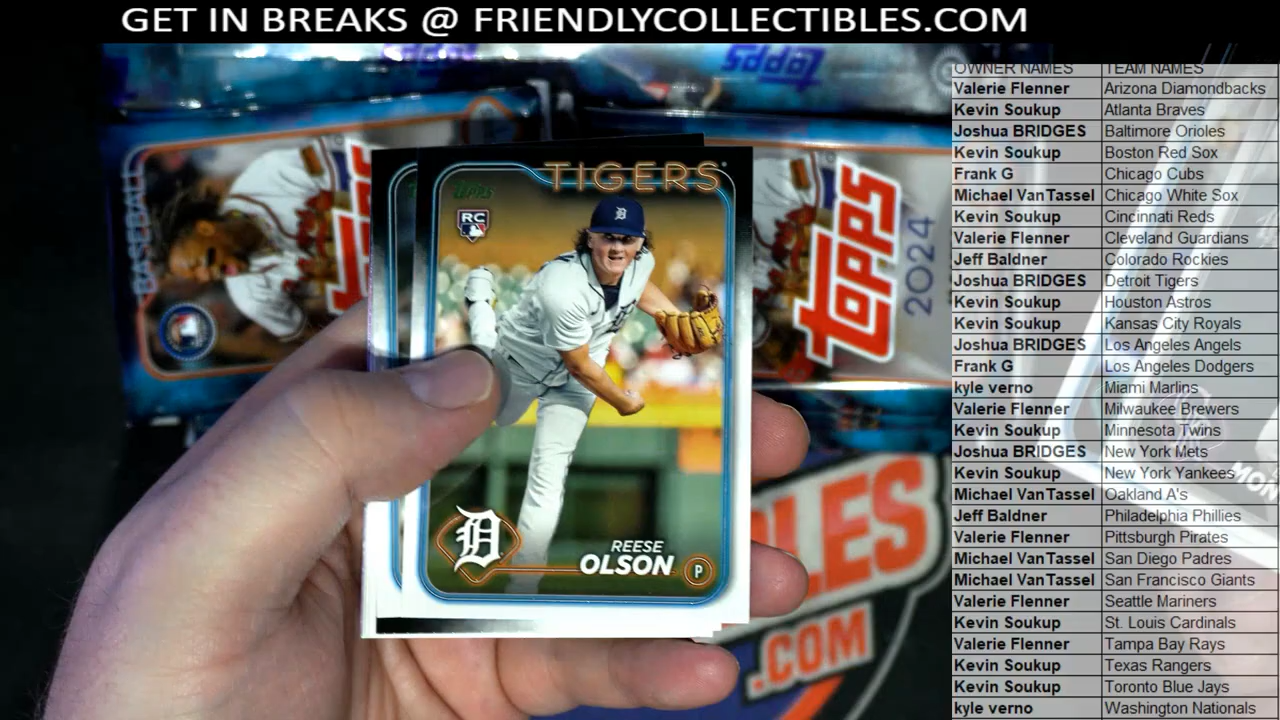 GET IN BREAKS @ FRIENDLYCOLLECTIBLES.COM
OWNER NAMES TEAM NAMES
Valerie Flenner Arizona Diamondbacks
Kevin Soukup Atlanta Braves
Joshua BRIDGES Baltimore Orioles
Kevin Soukup Boston Red Sox
Frank G Chicago Cubs
Michael VanTassel Chicago White Sox
Kevin Soukup Cincinnati Reds
Valerie Flenner Cleveland Guardians
Jeff Baldner Colorado Rockies
Joshua BRIDGES Detroit Tigers
Kevin Soukup Houston Astros
Kevin Soukup Kansas City Royals
Joshua BRIDGES Los Angeles Angels
Frank G Los Angeles Dodgers
kyle verno Miami Marlins
Valerie Flenner Milwaukee Brewers
Kevin Soukup Minnesota Twins
Joshua BRIDGES New York Mets
Kevin Soukup New York Yankees
Michael VanTassel Oakland A's
Jeff Baldner Philadelphia Phillies
Valerie Flenner Pittsburgh Pirates
Michael VanTassel San Diego Padres
Michael VanTassel San Francisco Giants
Valerie Flenner Seattle Mariners
Kevin Soukup St. Louis Cardinals
Valerie Flenner Tampa Bay Rays
Kevin Soukup Texas Rangers
Kevin Soukup Toronto Blue Jays
kyle verno Washington Nationals
Topps
BASEBALL
Topps
2024
TIGERS
Topps
RC
D
REESE
OLSON
P
.COM